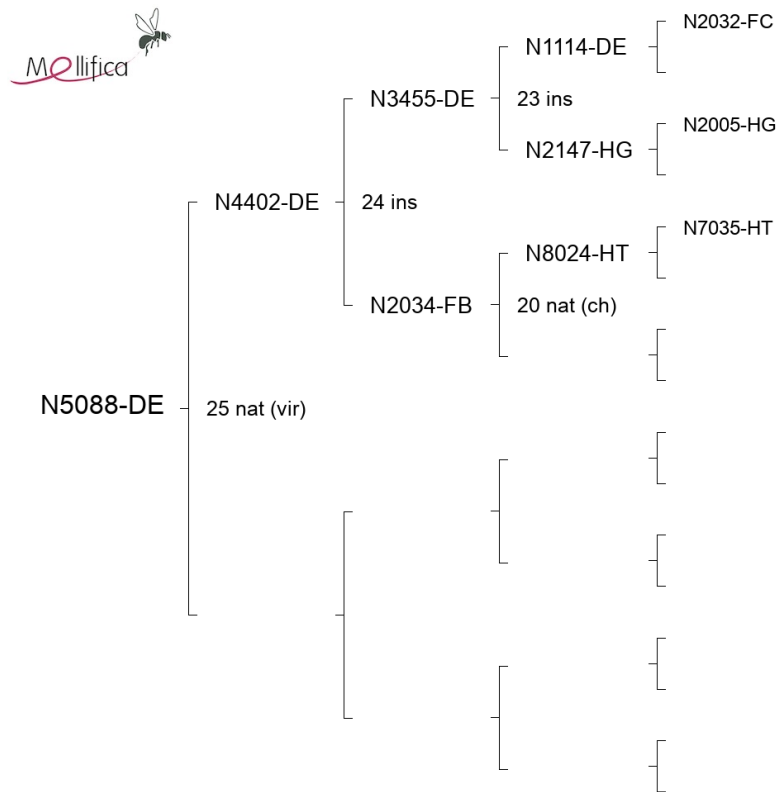 Mellifica
N2032-FC
N1114-DE
N3455-DE
23 ins
N2005-HG
N2147-HG
N4402-DE
24 ins
N7035-HT
N8024-HT
N2034-FB
20 nat (ch)
N5088-DE
25 nat (vir)